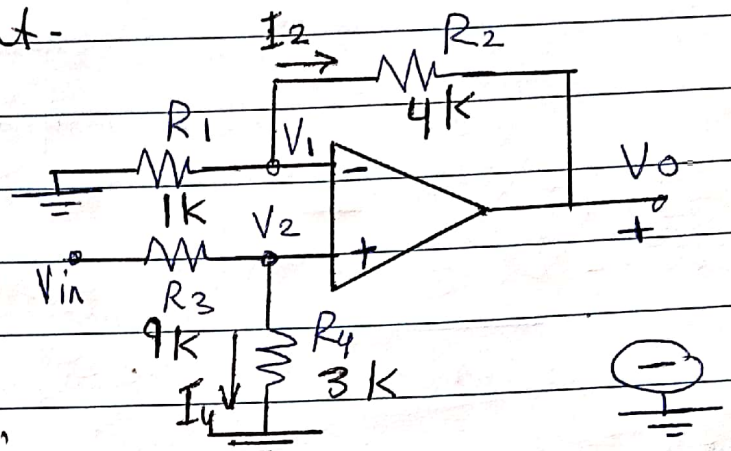 t-
I2
R2
4K
R1
V1
-
Vo
1K
V2
+
+
Vin
R3
9K
R4
3K
I4
-